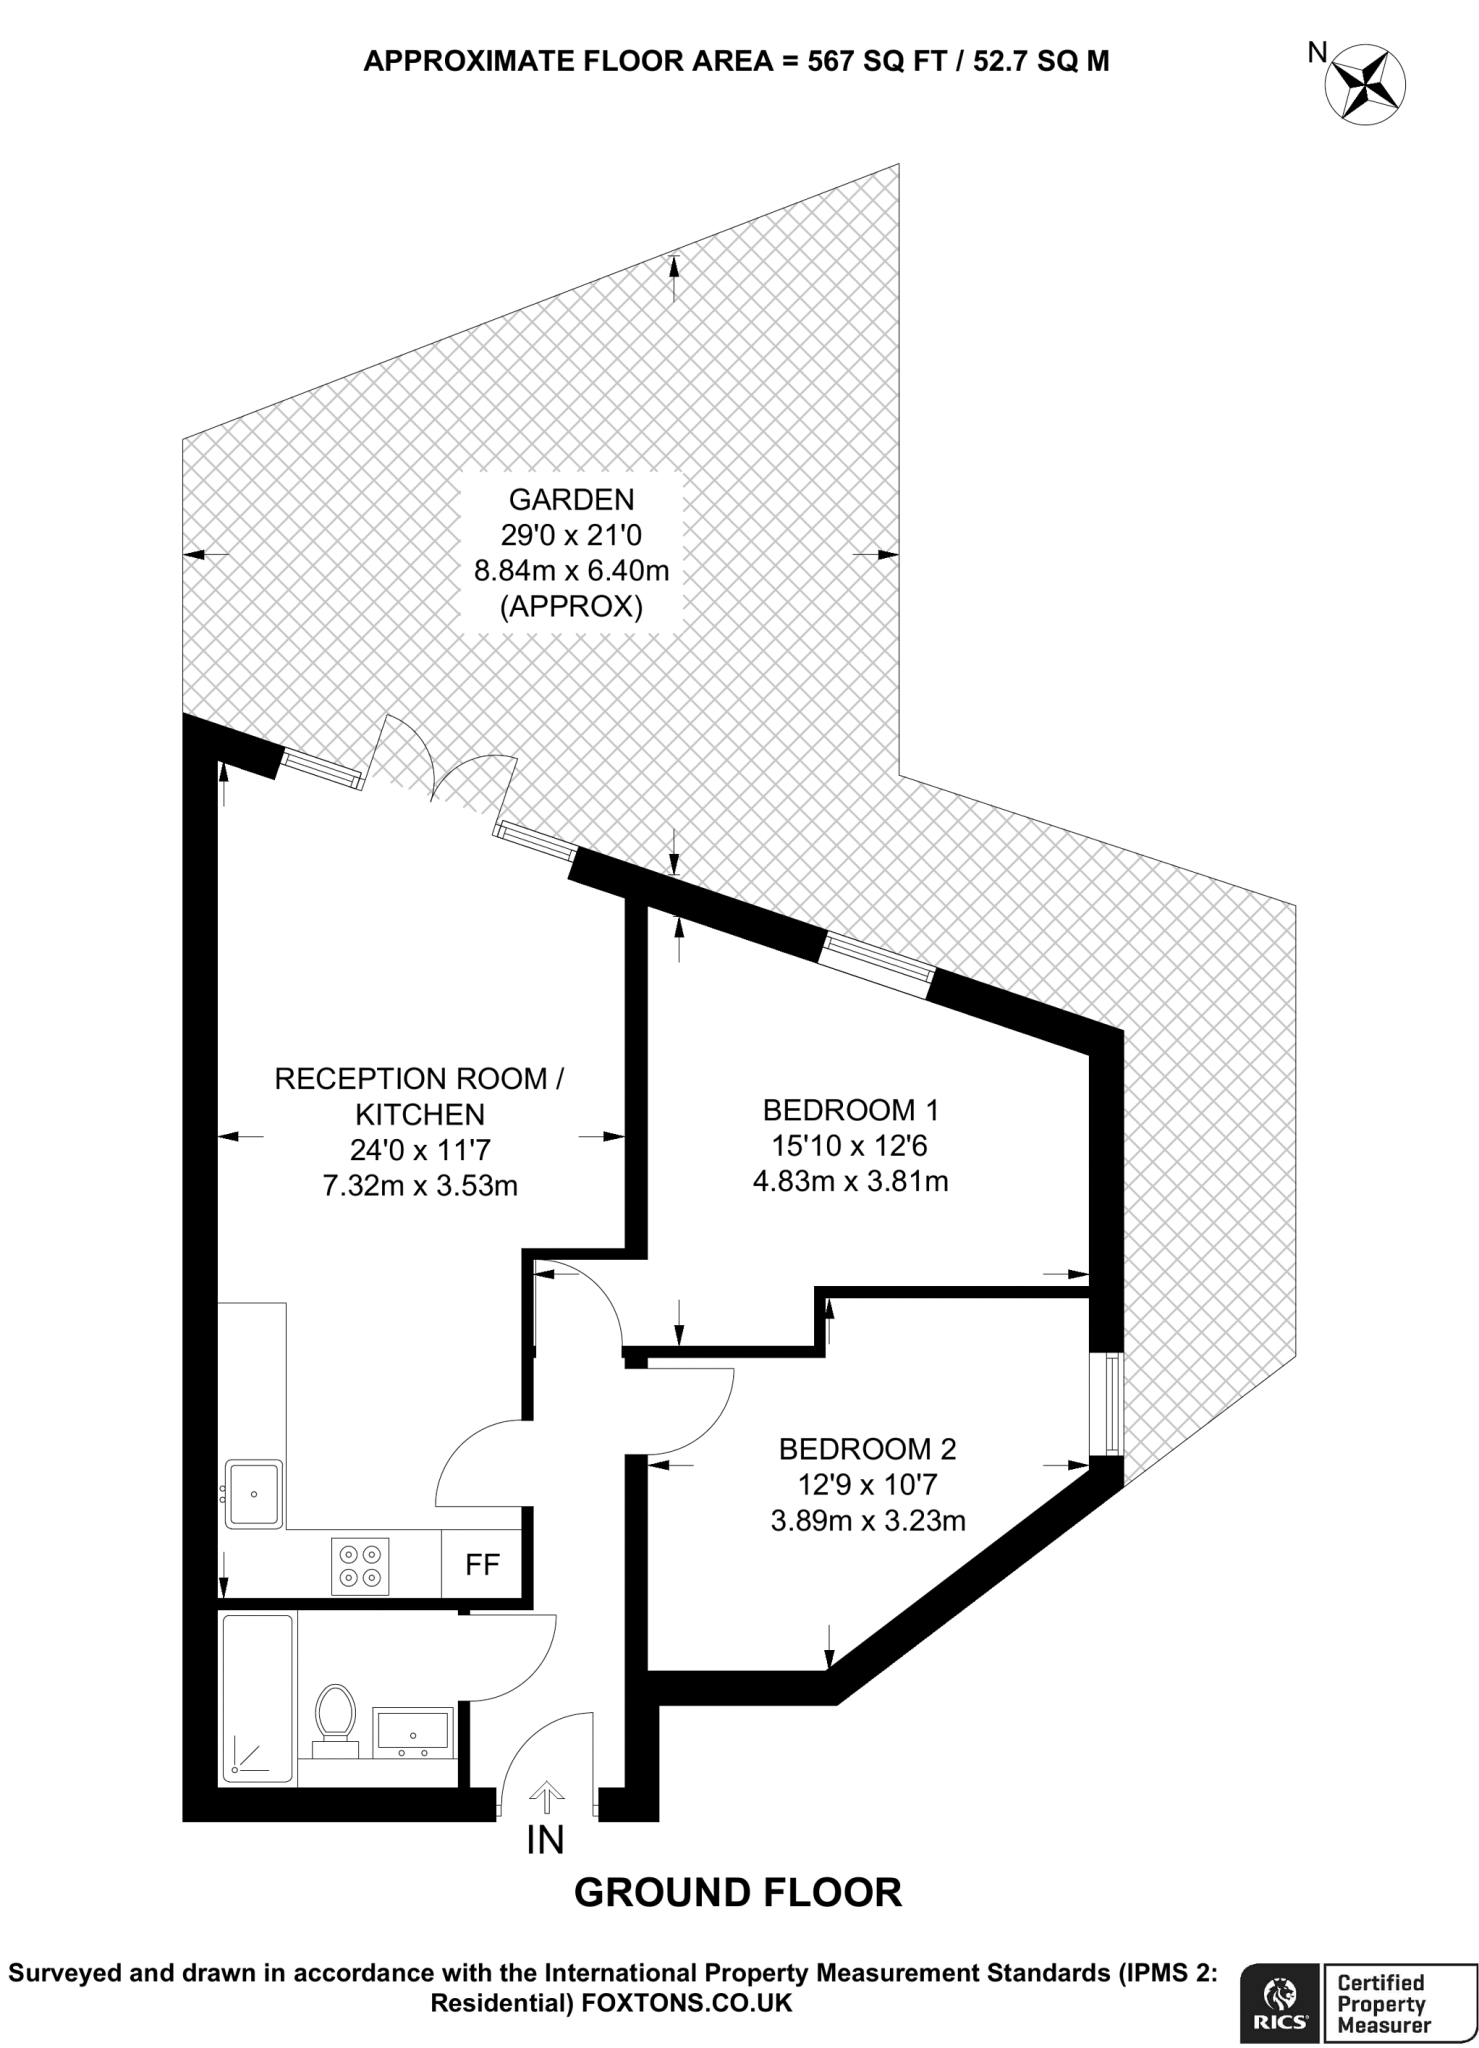 APPROXIMATE FLOOR AREA = 567 SQ FT / 52.7 SQ M
N
GARDEN
29'0 x 21'0
8.84m x 6.40m
(APPROX)
RECEPTION ROOM /
KITCHEN
24'0 x 11'7
7.32m x 3.53m
BEDROOM 1
15'10 x 12'6
4.83m x 3.81m
BEDROOM 2
12'9 x 10'7
3.89m x 3.23m
FF
IN
GROUND FLOOR
Surveyed and drawn in accordance with the International Property Measurement Standards (IPMS 2:
Residential) FOXTONS.CO.UK
RICS
Certified
Property
Measurer